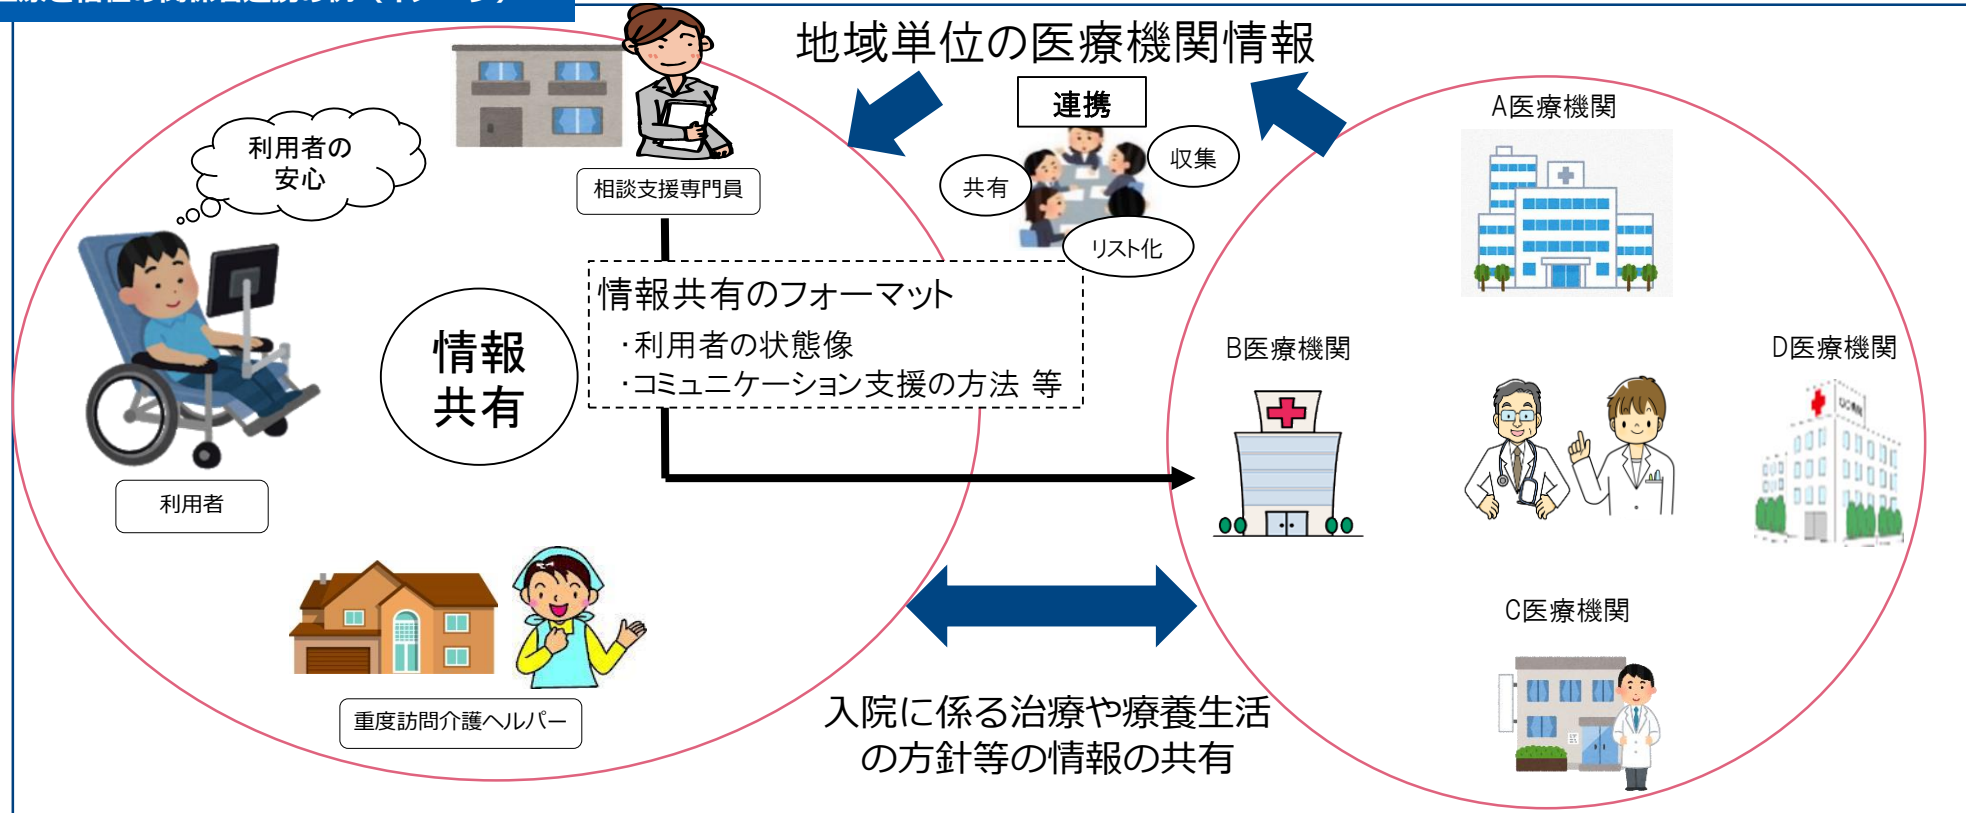 地域単位の医療機関情報
連携
共有
収集
リスト化
利用者の
安心
相談支援専門員
情報共有のフォーマット
・利用者の状態像
・コミュニケーション支援の方法 等
情報
共有
利用者
重度訪問介護ヘルパー
入院に係る治療や療養生活
の方針等の情報の共有
A医療機関
B医療機関
D医療機関
C医療機関